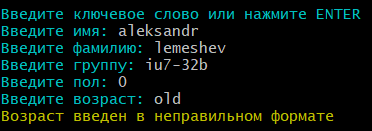 Введите ключевое слово или нажмите ENTER
Введите имя: aleksandr
Введите фамилию: lemeshev
Введите группу: iu7-32b
Введите пол: 0
Введите возраст: old
Возраст введен в неправильном формате